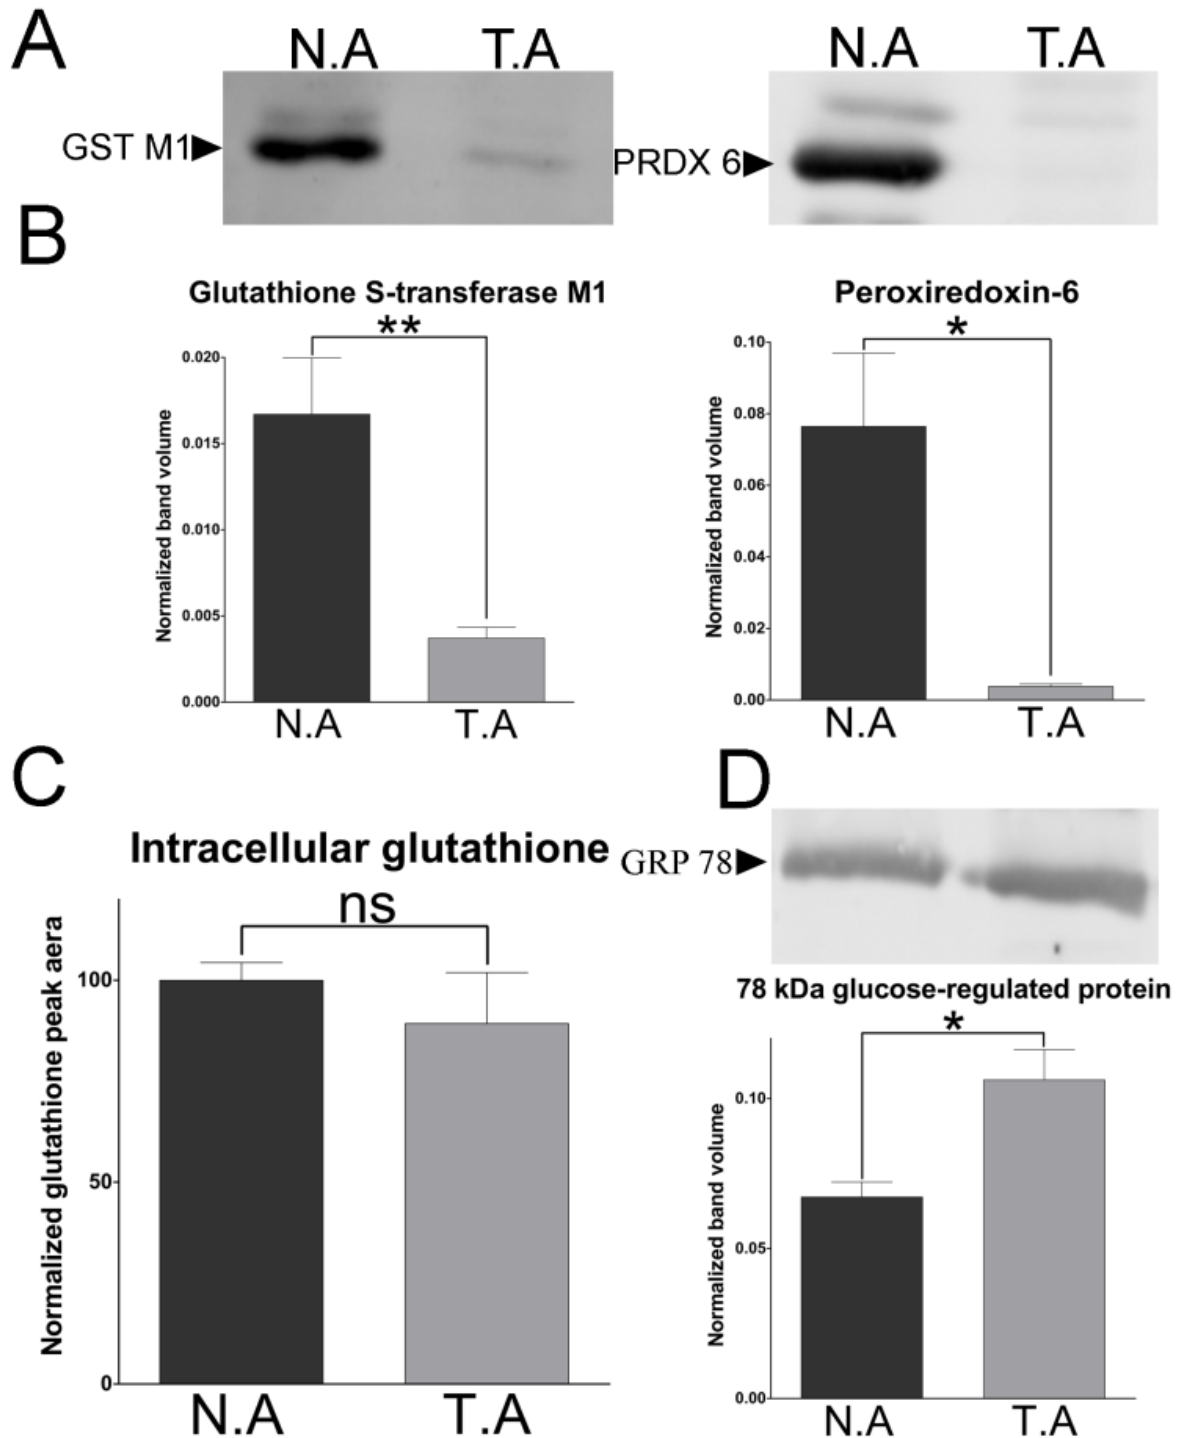 A
N.A T.A N.A T.A
GST M1 PRDX 6
B
Glutathione S-transferase M1
**
Normalized band volume
0.020
0.015
0.010
0.005
0.000
N.A T.A
Peroxiredoxin-6
*
Normalized band volume
0.10
0.08
0.06
0.04
0.02
0.00
N.A T.A
C
Intracellular glutathione
ns
Normalized glutathione peak aera
100
50
0
N.A T.A
D
GRP 78
78 kDa glucose-regulated protein
*
Normalized band volume
0.10
0.05
0.00
N.A T.A